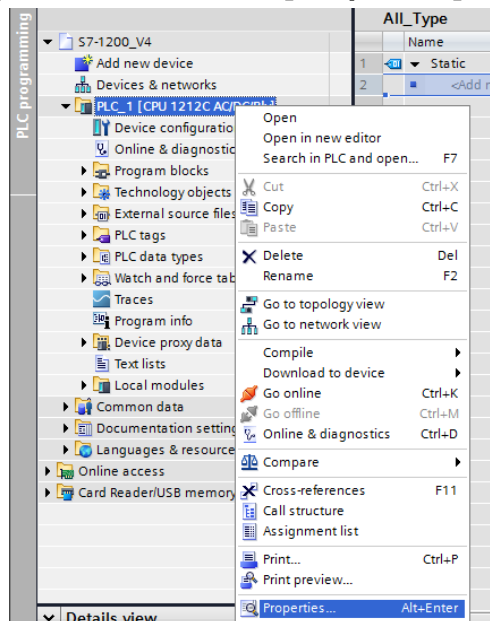 PLC programming
All_Type
Name
1 Static
2 <Add n
S7-1200_V4
Add new device
Devices & networks
PLC_1 [CPU 1212C AC/DC/Rly]
Device configuratio
Online & diagnostic
Program blocks
Technology objects
External source files
PLC tags
PLC data types
Watch and force tab
Traces
Program info
Device proxy data
Text lists
Local modules
Common data
Documentation setting
Languages & resource
Online access
Card Reader/USB memory
Details view
Open
Open in new editor
Search in PLC and open... F7
Cut Ctrl+X
Copy Ctrl+C
Paste Ctrl+V
Delete Del
Rename F2
Go to topology view
Go to network view
Compile
Download to device
Go online Ctrl+K
Go offline Ctrl+M
Online & diagnostics Ctrl+D
Compare
Cross-references F11
Call structure
Assignment list
Print... Ctrl+P
Print preview...
Properties... Alt+Enter